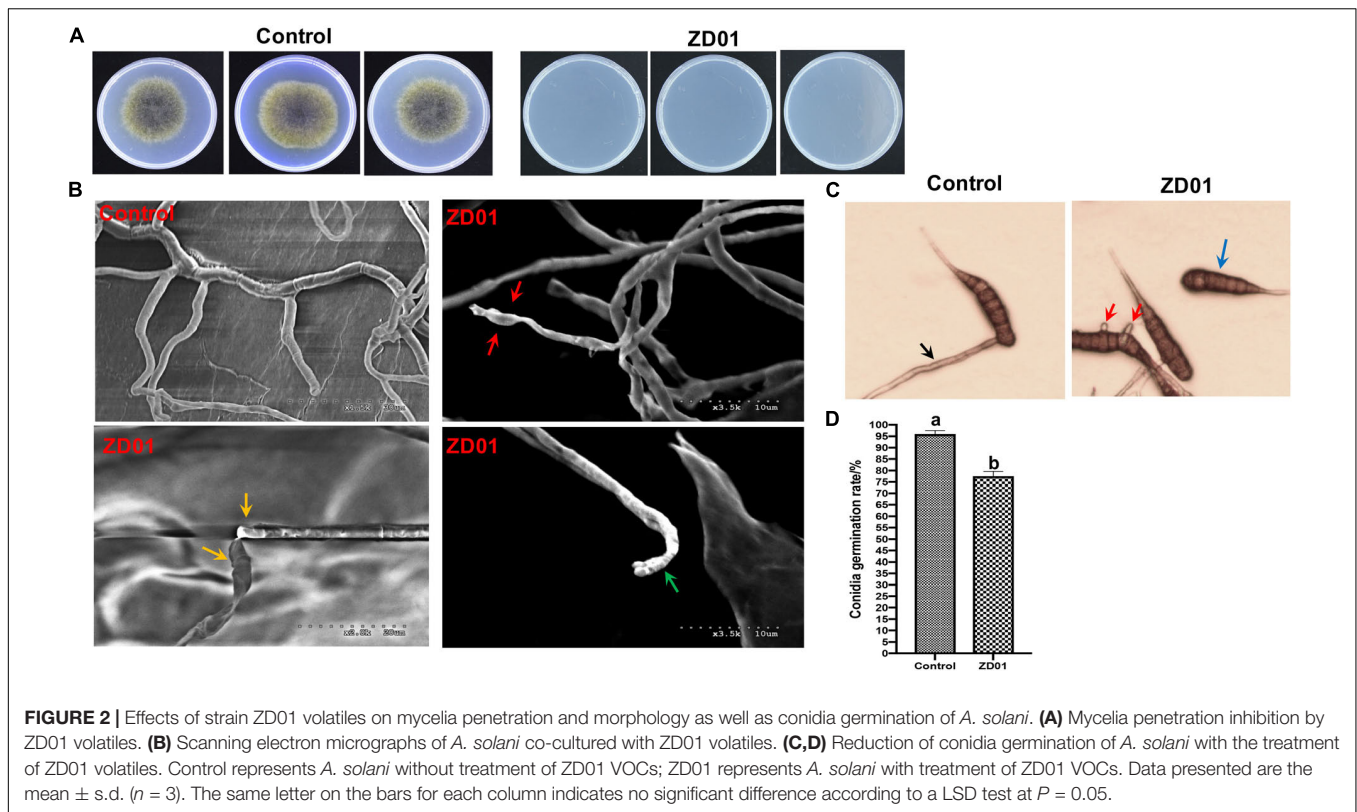 A
Control
ZD01
B
Control
ZD01
x3.5k 10um
ZD01
x2.0k 20um
ZD01
x3.5k 10um
C
Control
ZD01
D
Conidia germination rate/%
100
95
90
85
80
75
70
65
60
55
50
45
40
35
30
25
20
15
10
5
0
a
b
Control
ZD01
FIGURE 2 | Effects of strain ZD01 volatiles on mycelia penetration and morphology as well as conidia germination of A. solani. (A) Mycelia penetration inhibition by
ZD01 volatiles. (B) Scanning electron micrographs of A. solani co-cultured with ZD01 volatiles. (C,D) Reduction of conidia germination of A. solani with the treatment
of ZD01 volatiles. Control represents A. solani without treatment of ZD01 VOCs; ZD01 represents A. solani with treatment of ZD01 VOCs. Data presented are the
mean ± s.d. (n = 3). The same letter on the bars for each column indicates no significant difference according to a LSD test at P = 0.05.